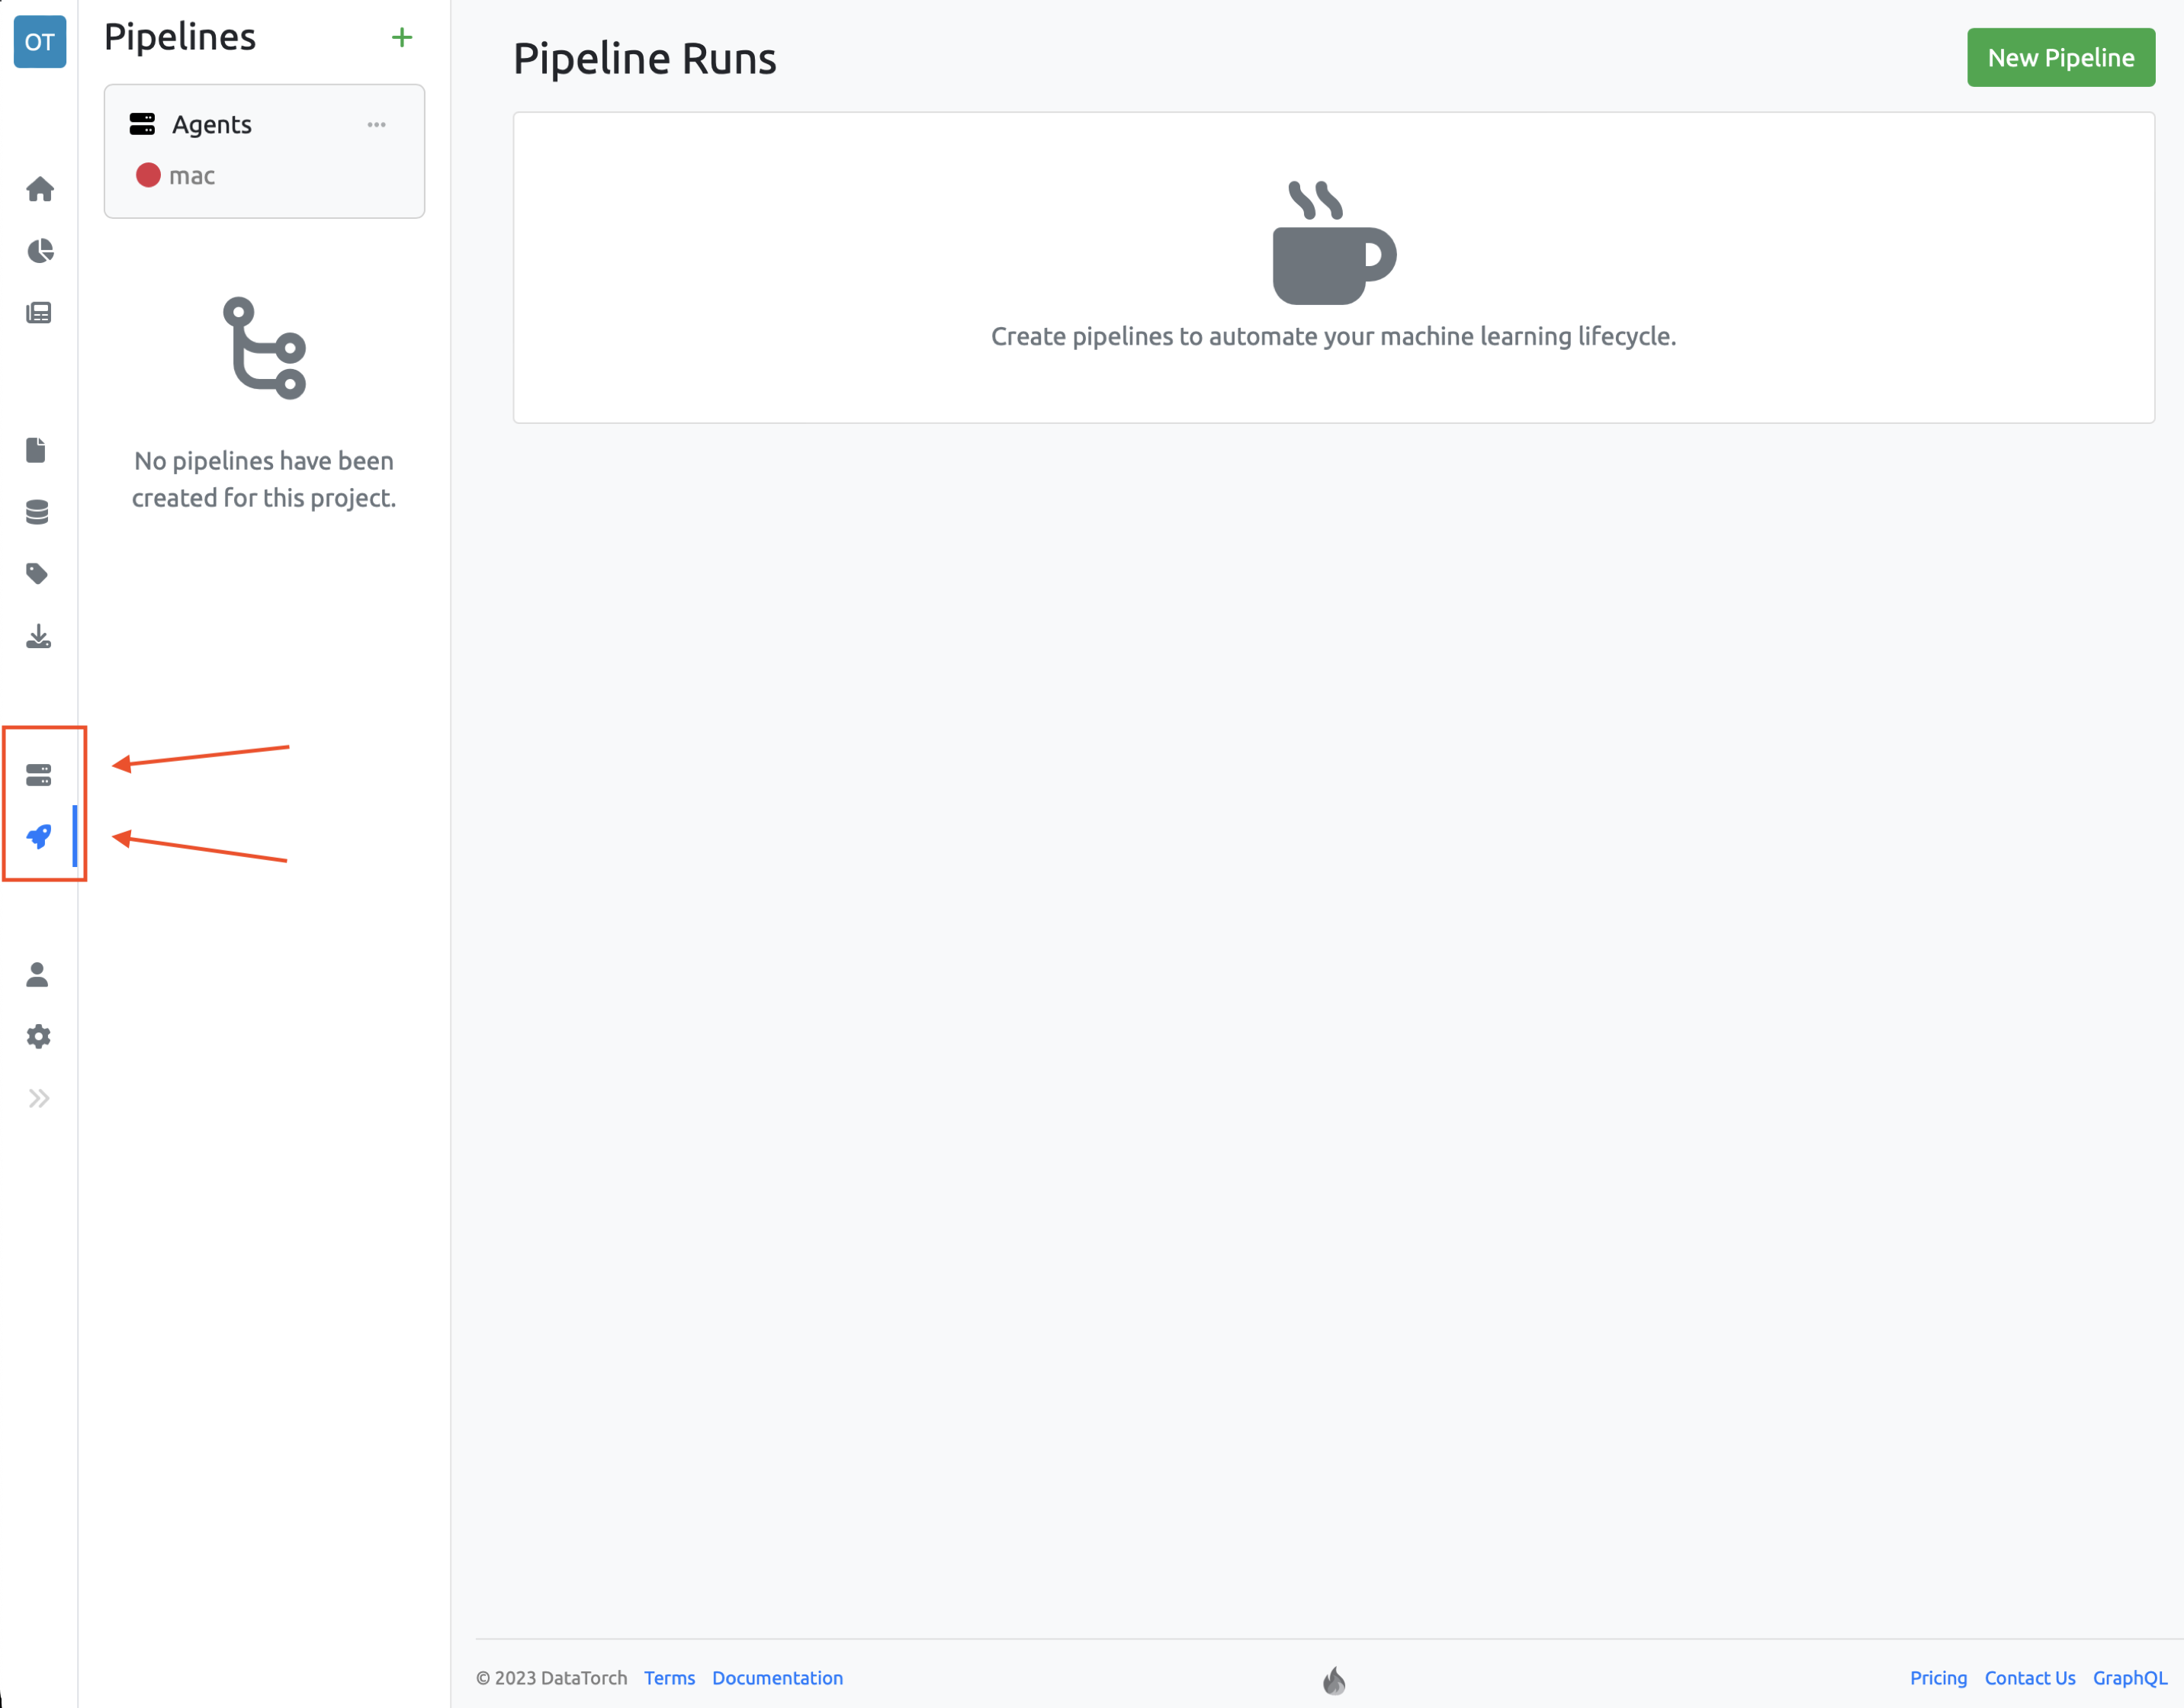 OT
Pipelines
Agents
mac
No pipelines have been
created for this project.
Pipeline Runs
New Pipeline
Create pipelines to automate your machine learning lifecycle.
© 2023 DataTorch Terms Documentation
Pricing Contact Us GraphQL